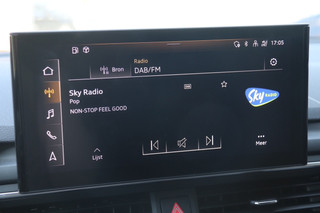 17:05
Radio
Bron
DAB/FM
Sky Radio
Pop
NON-STOP FEEL GOOD
Sky RADIO
Lijst
Meer